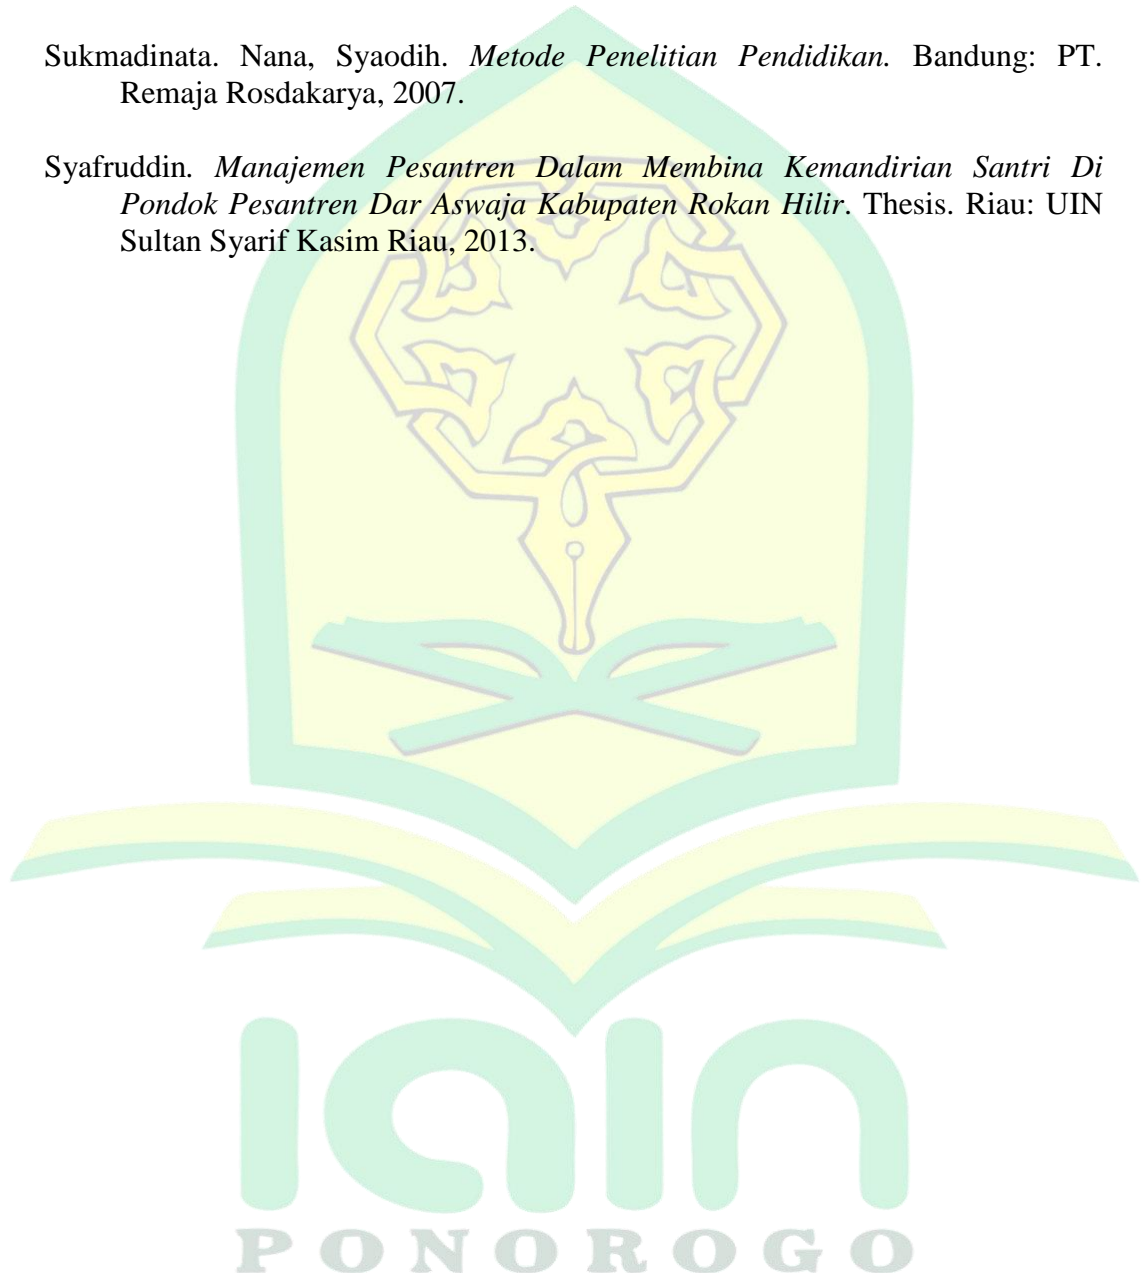 Sukmadinata. Nana, Syaodih. Metode Penelitian Pendidikan. Bandung: PT.
Remaja Rosdakarya, 2007.
Syafruddin. Manajemen Pesantren Dalam Membina Kemandirian Santri Di
Pondok Pesantren Dar Aswaja Kabupaten Rokan Hilir. Thesis. Riau: UIN
Sultan Syarif Kasim Riau, 2013.
iain
PONOROGO